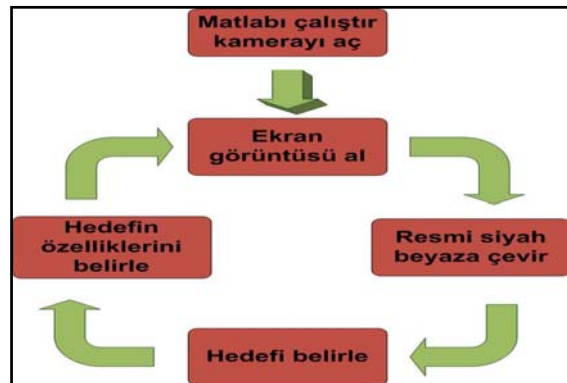 Matlabı çalıştır
kamerayı aç
Ekran
görüntüsü al
Resmi siyah
beyaza çevir
Hedefi belirle
Hedefin
özelliklerini
belirle